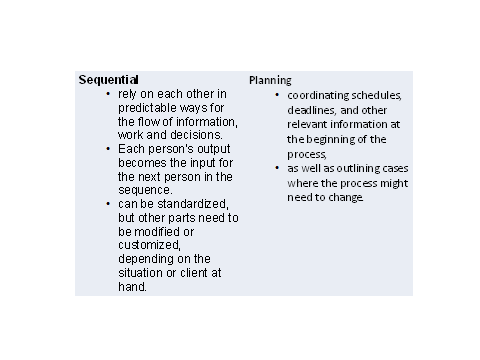 Sequential
• rely on each other in
predictable ways for
the flow of information,
work and decisions.
• Each person's output
becomes the input for
the next person in the
sequence.
• can be standardized,
but other parts need to
be modified or
customized,
depending on the
situation or client at
hand.
Planning
• coordinating schedules,
deadlines, and other
relevant information at
the beginning of the
process,
• as well as outlining cases
where the process might
need to change.